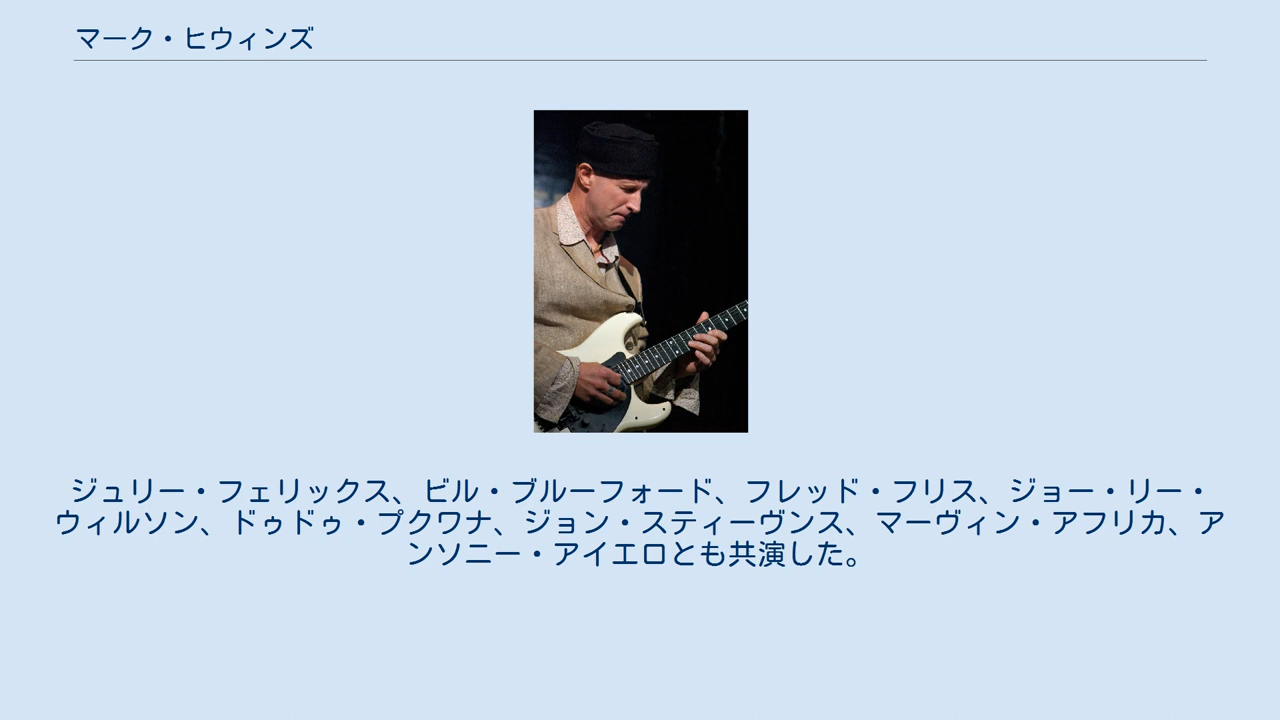 マーク・ヒウィンズ
ジュリー・フェリックス、ビル・ブルーフォード、フレッド・フリス、ジョー・リー・
ウィルソン、ドゥドゥ・プクワナ、ジョン・スティーヴンス、マーヴィン・アフリカ、ア
ンソニー・アイエロとも共演した。